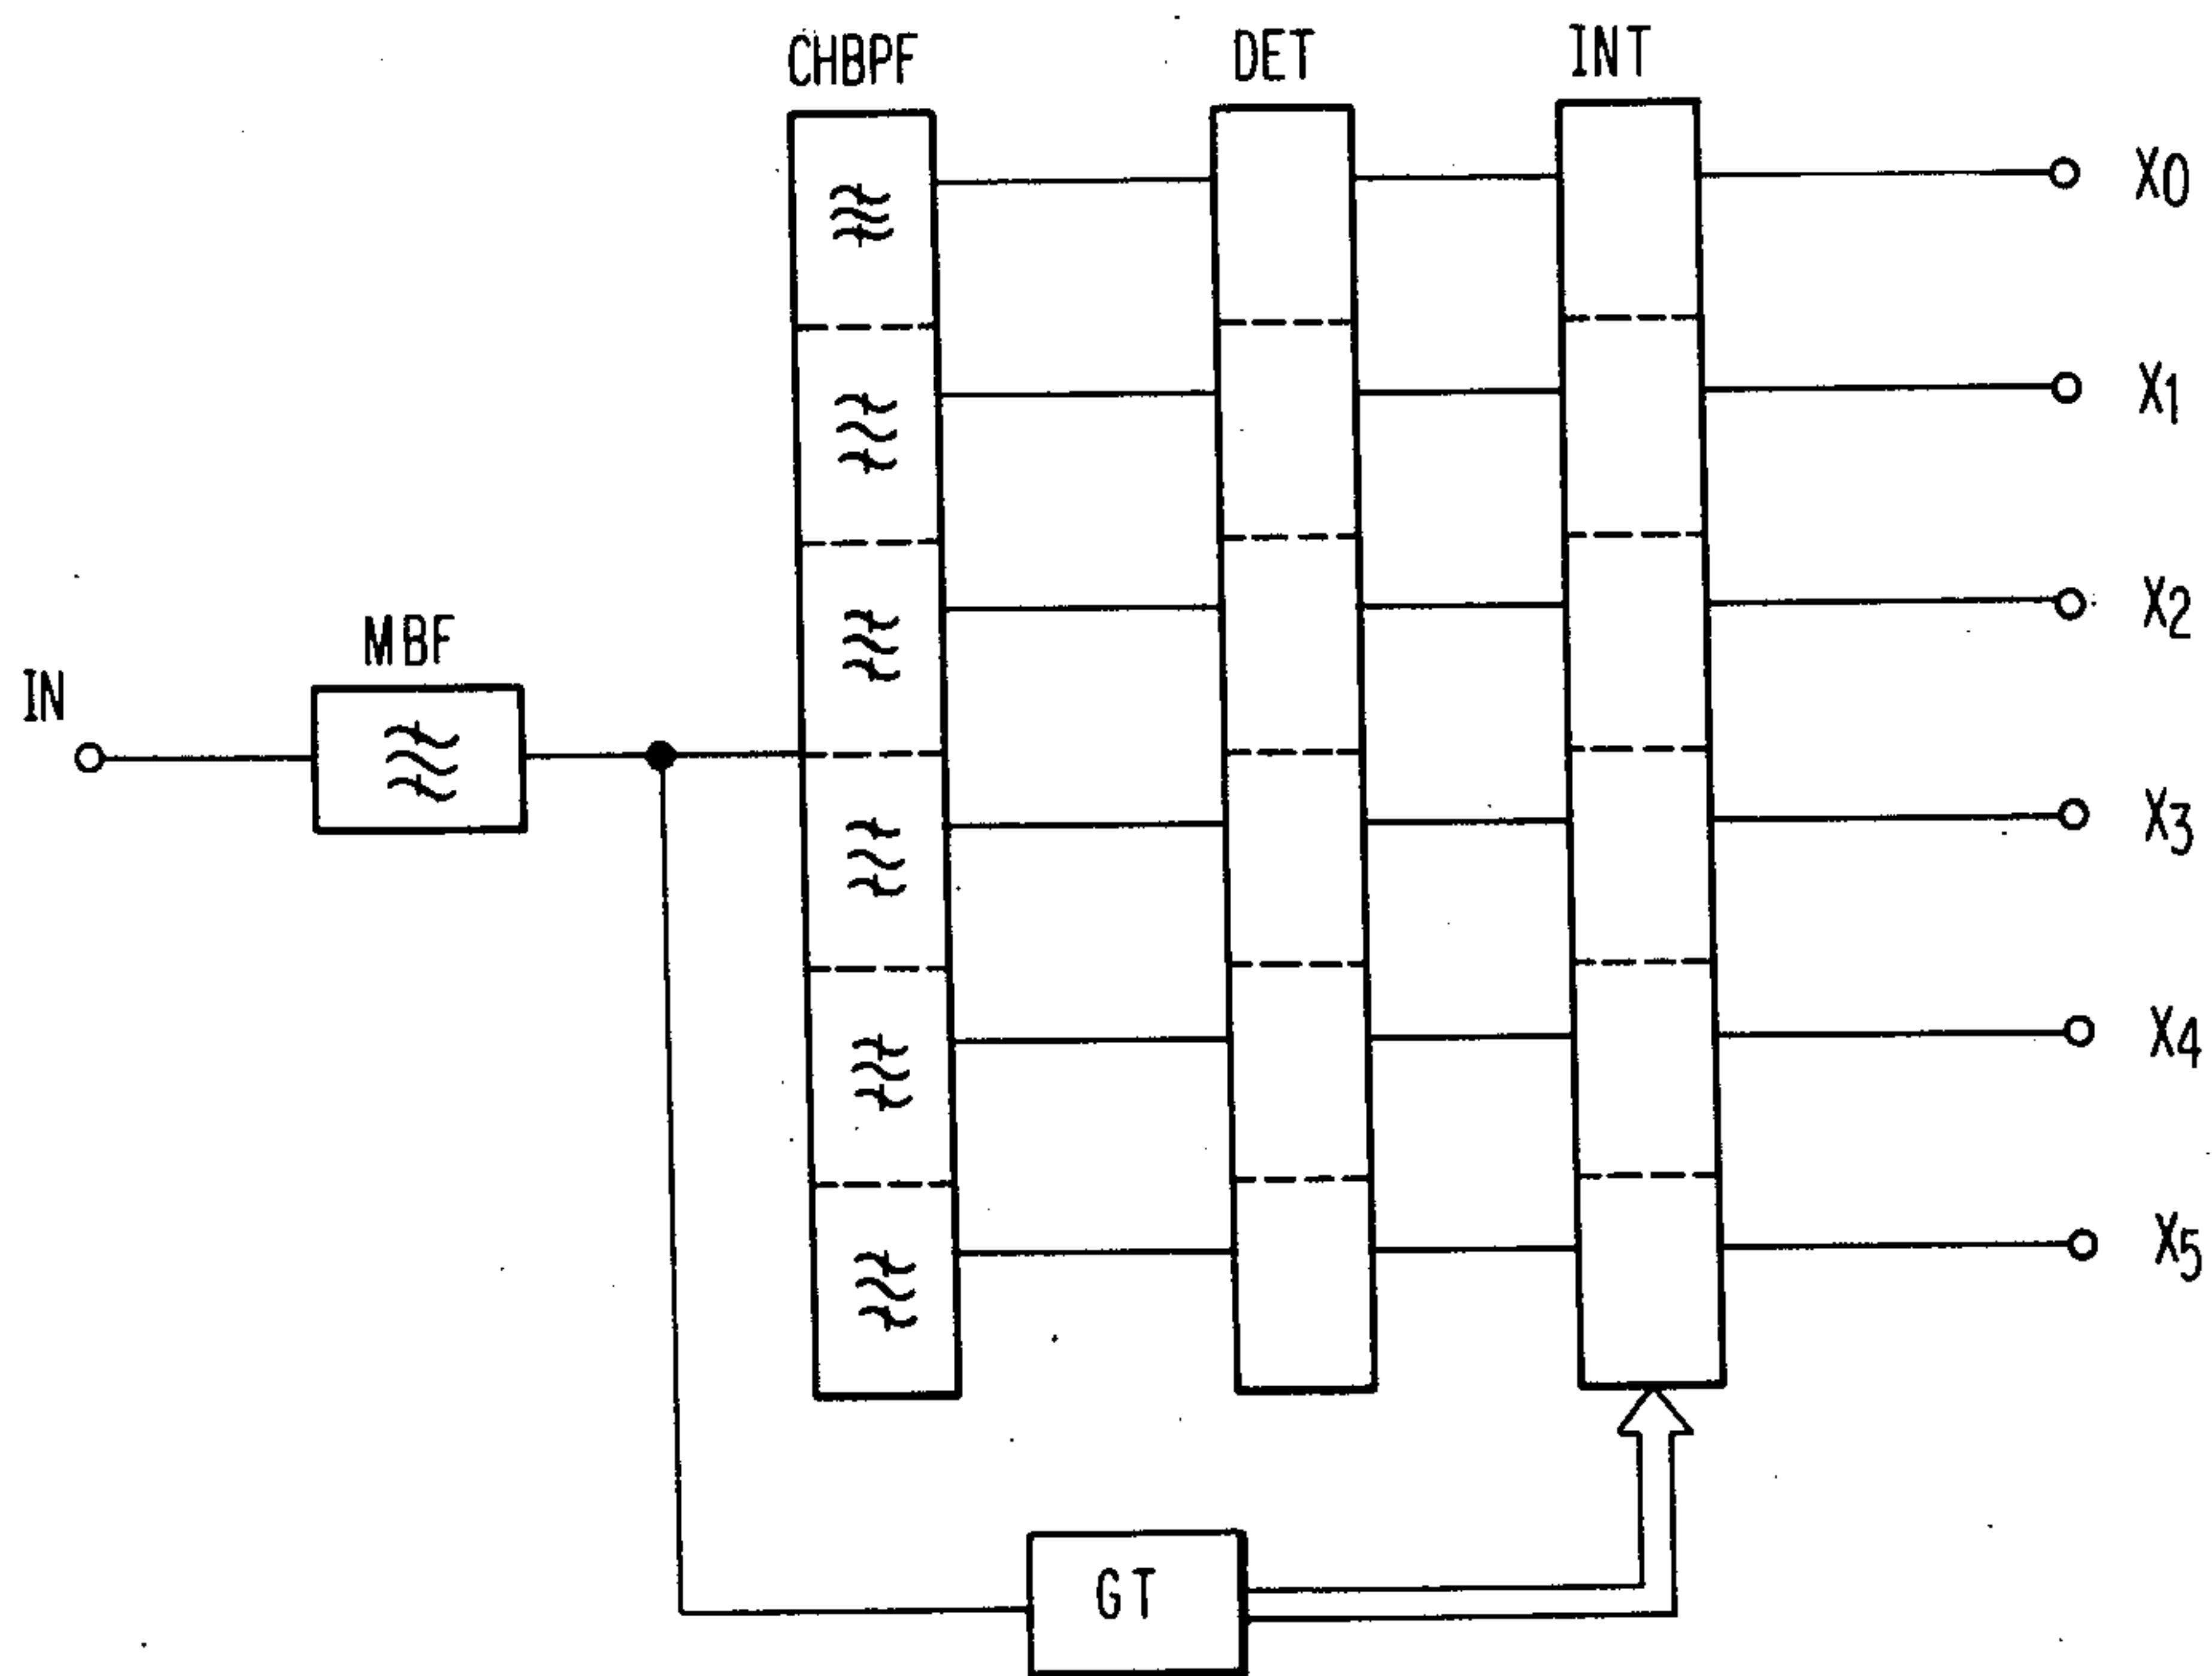 CHBPF
DET
INT
X0
X1
X2
MBF
IN
X3
X4
X5
GT